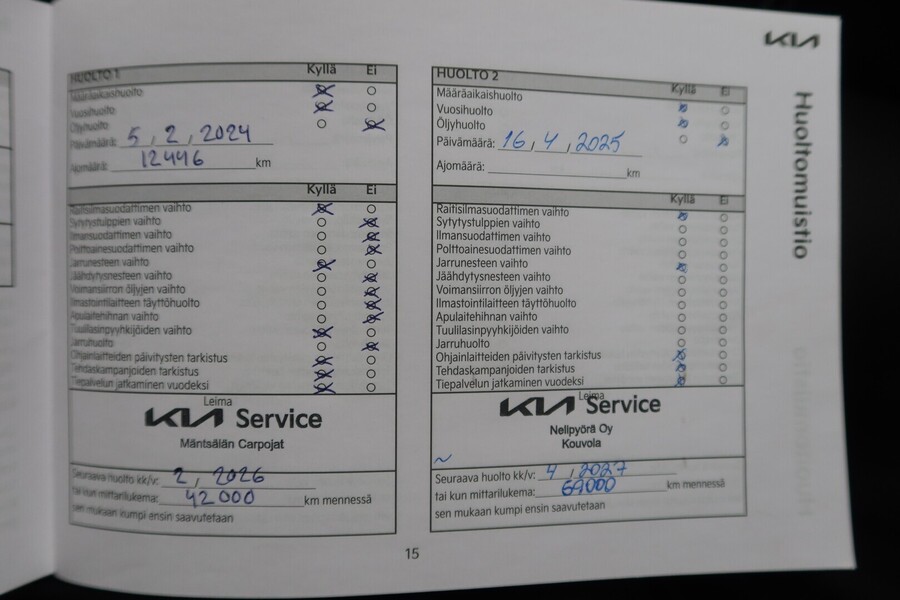 KIA
Huoltomuistio
HUOLTO 1 Kyllä Ei
Määräaikaishuolto
Vuosihuolto
Öljyhuolto
Päivämäärä: 5, 2, 2024
Ajomäärä: 12446 km
Kyllä Ei
Raitisilmasuodattimen vaihto
Sytytystulppien vaihto
Ilmansuodattimen vaihto
Polttoainesuodattimen vaihto
Jarrunesteen vaihto
Jäähdytysnesteen vaihto
Voimansiirron öljyjen vaihto
Ilmastointilaitteen täyttöhuolto
Apulaitehihnan vaihto
Tuulilasinpyyhkijöiden vaihto
Jarruhuolto
Ohjainlaitteiden päivitysten tarkistus
Tehdaskampanjoiden tarkistus
Tiepalvelun jatkaminen vuodeksi
Leima
KIA Service
Mäntsälän Carpojat
Seuraava huolto kk/v: 2, 2026
tai kun mittarilukema: 42000 km mennessä
sen mukaan kumpi ensin saavutetaan
HUOLTO 2 Kyllä Ei
Määräaikaishuolto
Vuosihuolto
Öljyhuolto
Päivämäärä: 16, 4, 2025
Ajomäärä: km
Kyllä Ei
Raitisilmasuodattimen vaihto
Sytytystulppien vaihto
Ilmansuodattimen vaihto
Polttoainesuodattimen vaihto
Jarrunesteen vaihto
Jäähdytysnesteen vaihto
Voimansiirron öljyjen vaihto
Ilmastointilaitteen täyttöhuolto
Apulaitehihnan vaihto
Tuulilasinpyyhkijöiden vaihto
Jarruhuolto
Ohjainlaitteiden päivitysten tarkistus
Tehdaskampanjoiden tarkistus
Tiepalvelun jatkaminen vuodeksi
Leima
KIA Service
Nelipyörä Oy
Kouvola
Seuraava huolto kk/v: 4, 2027
tai kun mittarilukema: 69000 km mennessä
sen mukaan kumpi ensin saavutetaan
15